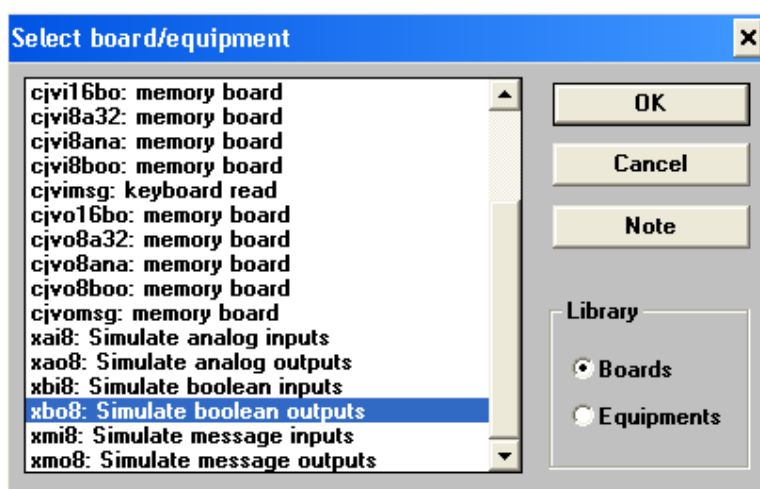 Select board/equipment
cjvi16bo: memory board
cjvi8a32: memory board
cjvi8ana: memory board
cjvi8boo: memory board
cjvimsg: keyboard read
cjvo16bo: memory board
cjvo8a32: memory board
cjvo8ana: memory board
cjvo8boo: memory board
cjvomsg: memory board
xai8: Simulate analog inputs
xao8: Simulate analog outputs
xbi8: Simulate boolean inputs
xbo8: Simulate boolean outputs
xmi8: Simulate message inputs
xmo8: Simulate message outputs
OK
Cancel
Note
Library
Boards
Equipments